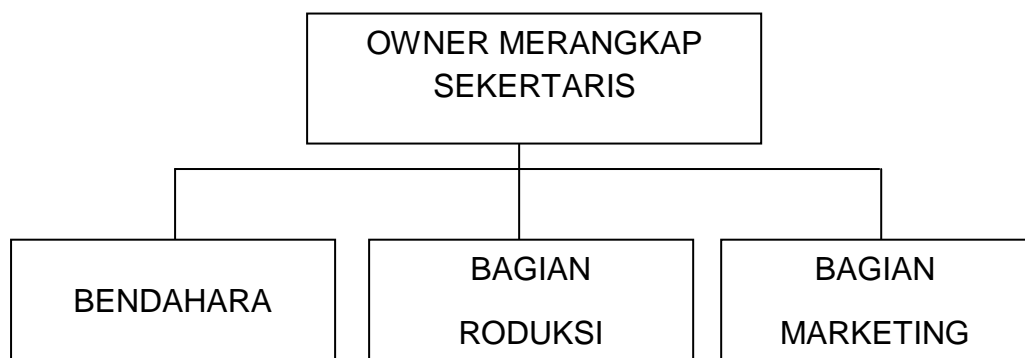 OWNER MERANGKAP
SEKERTARIS
BENDAHARA
BAGIAN
RODUKSI
BAGIAN
MARKETING